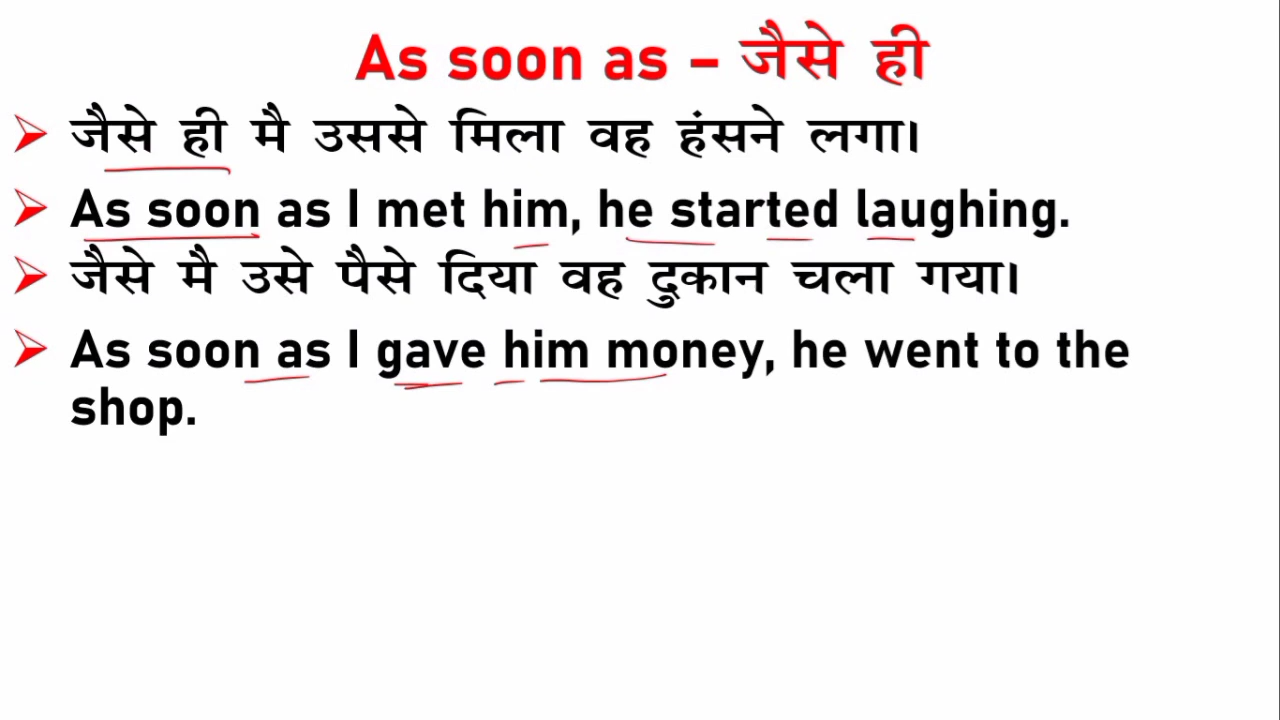 As soon as – जैसे ही
जैसे ही मै उससे मिला वह हंसने लगा।
As soon as I met him, he started laughing.
जैसे मै उसे पैसे दिया वह दुकान चला गया।
As soon as I gave him money, he went to the
shop.